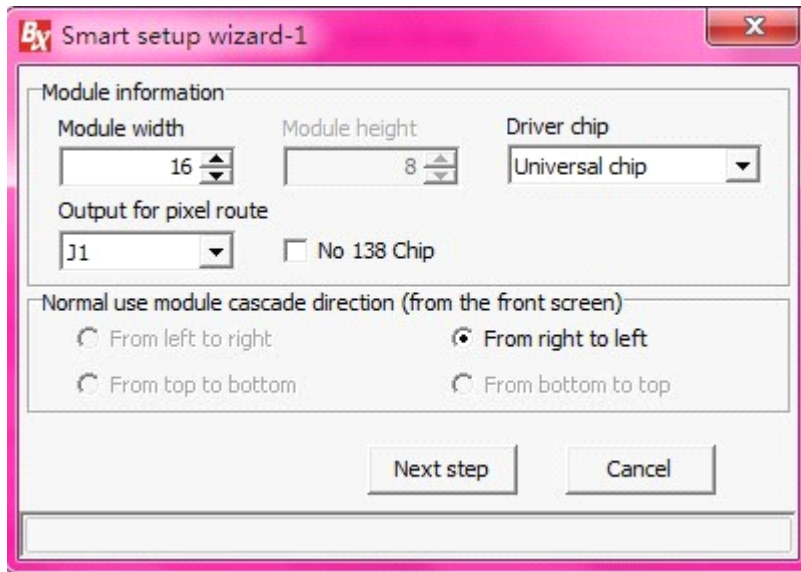 BX Smart setup wizard-1
Module information
Module width Module height Driver chip
16 8 Universal chip
Output for pixel route
J1 No 138 Chip
Normal use module cascade direction (from the front screen)
From left to right From right to left
From top to bottom From bottom to top
Next step Cancel